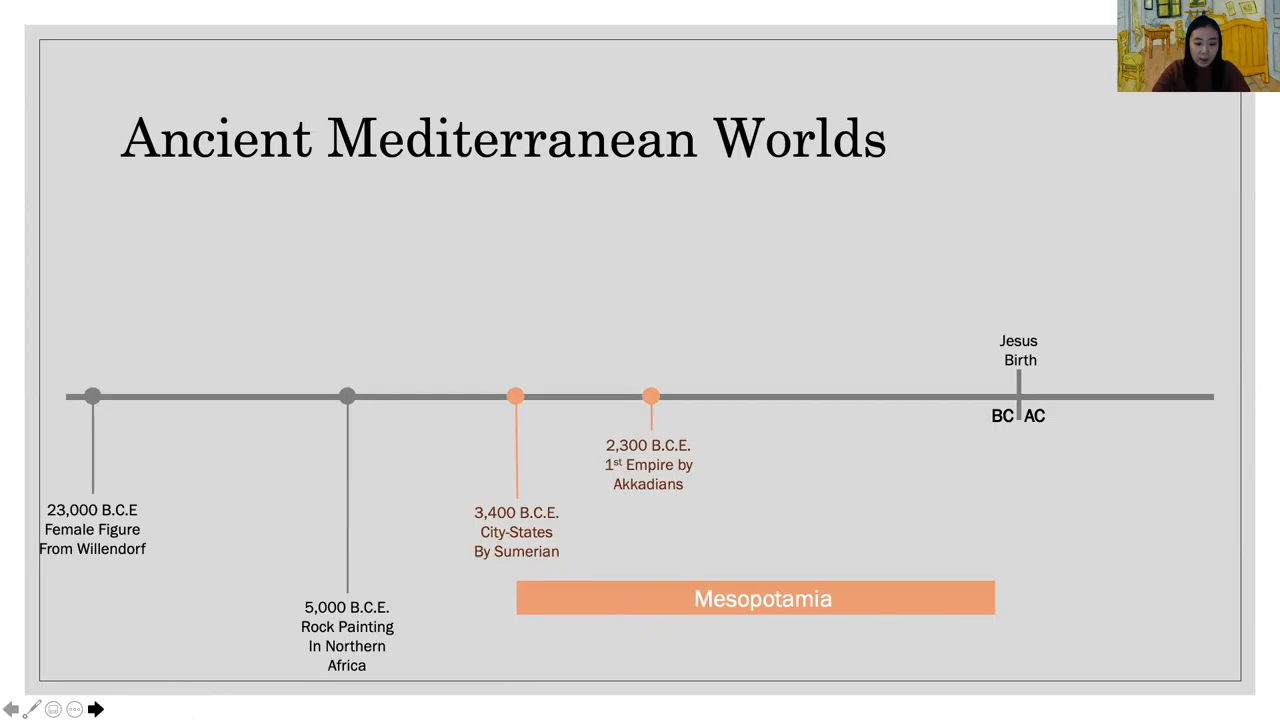 Ancient Mediterranean Worlds
Jesus
Birth
BC AC
23,000 B.C.E
Female Figure
From Willendorf
5,000 B.C.E.
Rock Painting
In Northern
Africa
3,400 B.C.E.
City-States
By Sumerian
2,300 B.C.E.
1st Empire by
Akkadians
Mesopotamia